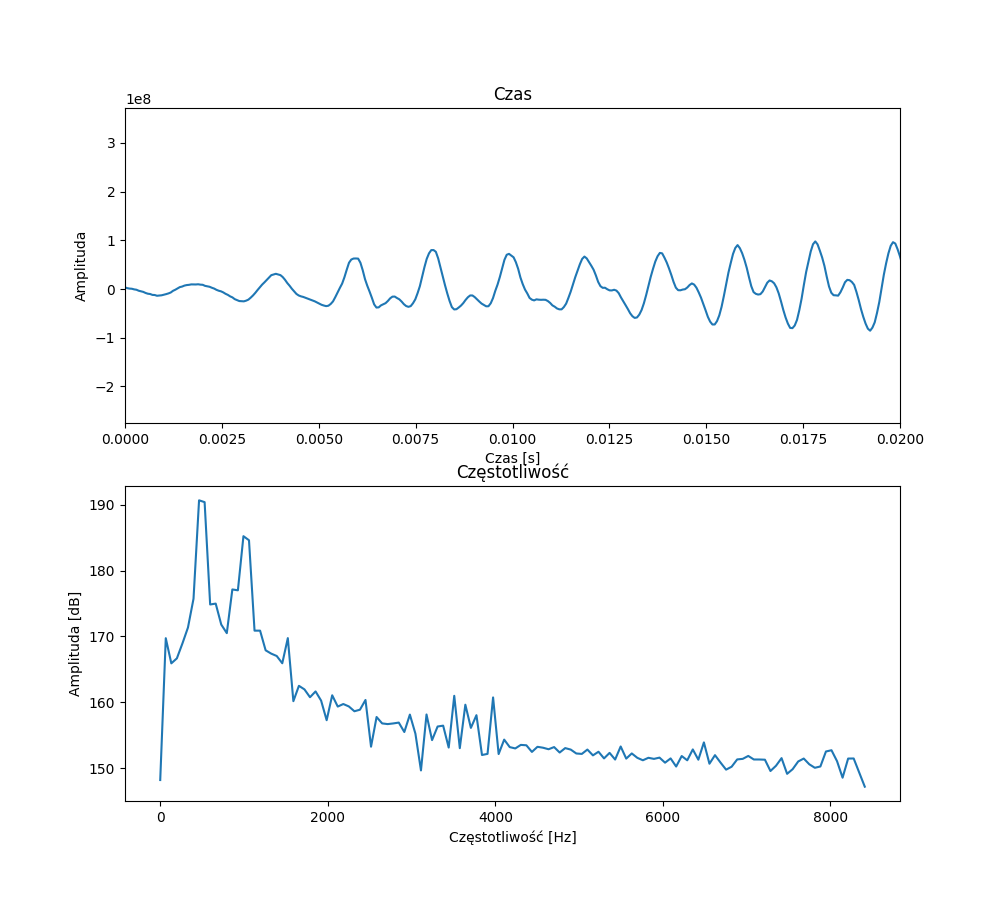 Czas
1e8
Amplituda
3
2
1
0
−1
−2
0.0000 0.0025 0.0050 0.0075 0.0100 0.0125 0.0150 0.0175 0.0200
Czas [s]
Częstotliwość
Amplituda [dB]
190
180
170
160
150
0 2000 4000 6000 8000
Częstotliwość [Hz]